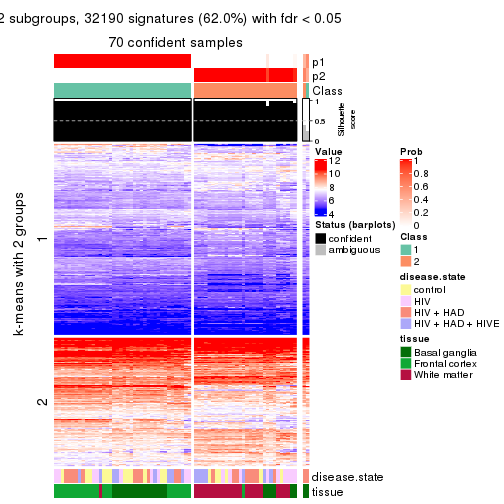 2 subgroups, 32190 signatures (62.0%) with fdr < 0.05
70 confident samples
p1
p2
Class
1
0.5
0
Silhouette
score
k-means with 2 groups
1
2
disease.state
tissue
Value
12
10
8
6
4
Status (barplots)
confident
ambiguous
Prob
1
0.8
0.6
0.4
0.2
0
Class
1
2
disease.state
control
HIV
HIV + HAD
HIV + HAD + HIVE
tissue
Basal ganglia
Frontal cortex
White matter